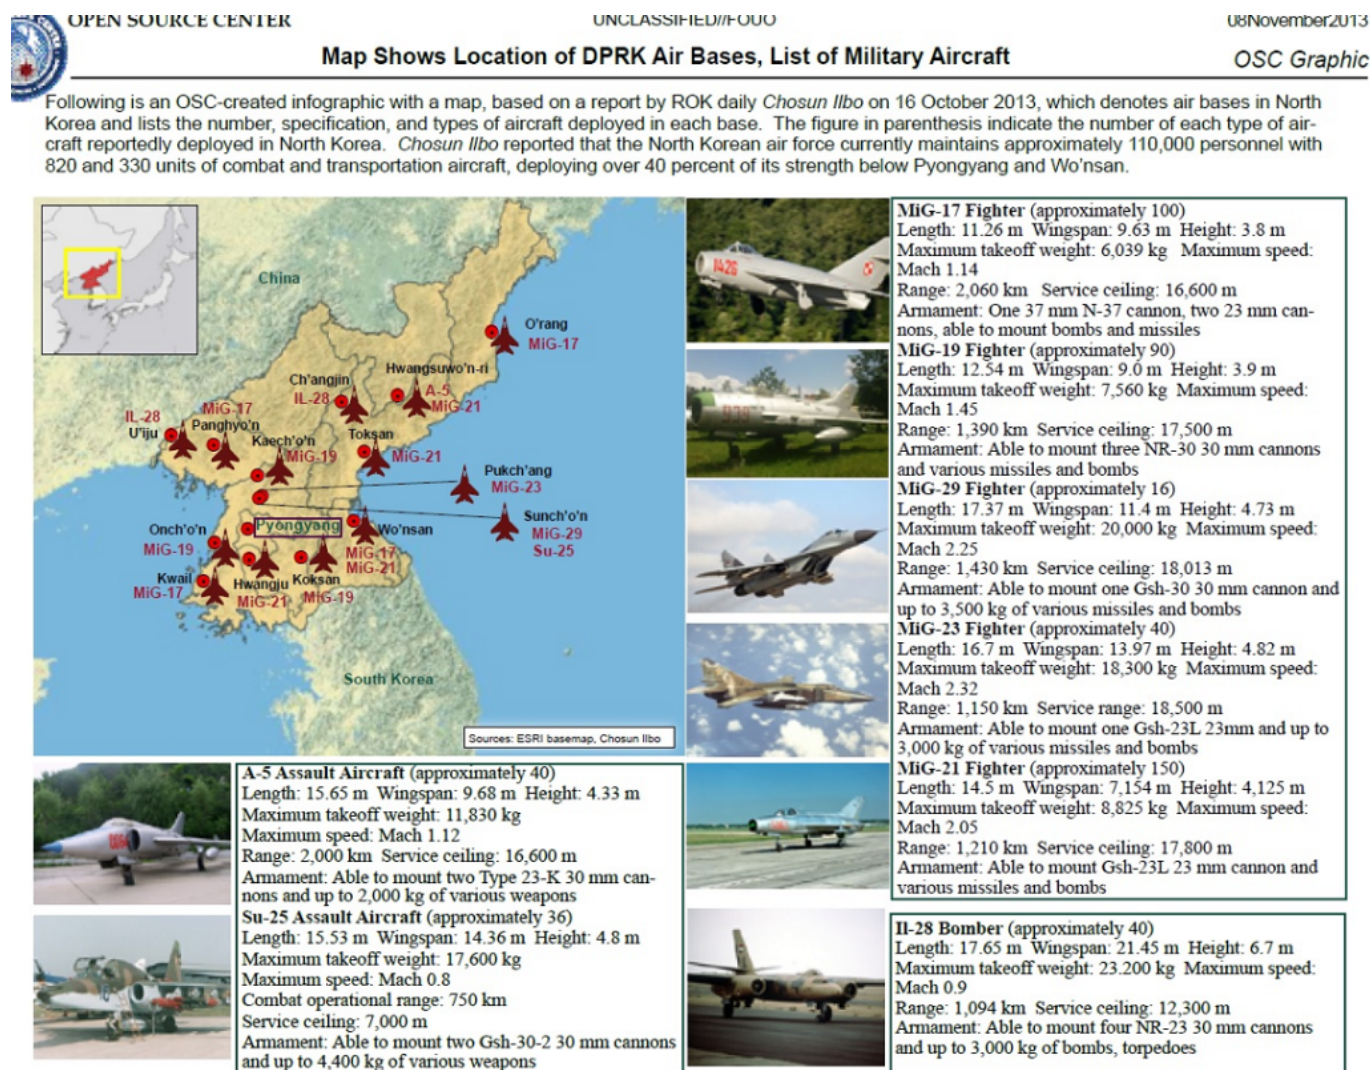 OPEN SOURCE CENTER
UNCLASSIFIED//FOUO
08November2013
Map Shows Location of DPRK Air Bases, List of Military Aircraft
OSC Graphic
Following is an OSC-created infographic with a map, based on a report by ROK daily Chosun Ilbo on 16 October 2013, which denotes air bases in North
Korea and lists the number, specification, and types of aircraft deployed in each base. The figure in parenthesis indicate the number of each type of air-
craft reportedly deployed in North Korea. Chosun Ilbo reported that the North Korean air force currently maintains approximately 110,000 personnel with
820 and 330 units of combat and transportation aircraft, deploying over 40 percent of its strength below Pyongyang and Wo'nsan.
China
O'rang
MiG-17
Hwangsuwo'n-ri
A-5
MiG-21
Ch'angjin
IL-28
IL-28
U'iju
MiG-17
Panghyo'n
Kaech'o'n
MiG-19
Toksan
MiG-21
Pukch'ang
MiG-23
Sunch'o'n
MiG-29
Su-25
Pyongyang
Wo'nsan
MiG-17
MiG-21
Onch'o'n
MiG-19
Kwail
MiG-17
Hwangju
MiG-21
Koksan
MiG-19
South Korea
Sources: ESRI basemap, Chosun Ilbo
1426
MiG-17 Fighter (approximately 100)
Length: 11.26 m Wingspan: 9.63 m Height: 3.8 m
Maximum takeoff weight: 6,039 kg Maximum speed:
Mach 1.14
Range: 2,060 km Service ceiling: 16,600 m
Armament: One 37 mm N-37 cannon, two 23 mm can-
nons, able to mount bombs and missiles
MiG-19 Fighter (approximately 90)
Length: 12.54 m Wingspan: 9.0 m Height: 3.9 m
Maximum takeoff weight: 7,560 kg Maximum speed:
Mach 1.45
Range: 1,390 km Service ceiling: 17,500 m
Armament: Able to mount three NR-30 30 mm cannons
and various missiles and bombs
MiG-29 Fighter (approximately 16)
Length: 17.37 m Wingspan: 11.4 m Height: 4.73 m
Maximum takeoff weight: 20,000 kg Maximum speed:
Mach 2.25
Range: 1,430 km Service ceiling: 18,013 m
Armament: Able to mount one Gsh-30 30 mm cannon and
up to 3,500 kg of various missiles and bombs
MiG-23 Fighter (approximately 40)
Length: 16.7 m Wingspan: 13.97 m Height: 4.82 m
Maximum takeoff weight: 18,300 kg Maximum speed:
Mach 2.32
Range: 1,150 km Service range: 18,500 m
Armament: Able to mount one Gsh-23L 23mm and up to
3,000 kg of various missiles and bombs
MiG-21 Fighter (approximately 150)
Length: 14.5 m Wingspan: 7,154 m Height: 4,125 m
Maximum takeoff weight: 8,825 kg Maximum speed:
Mach 2.05
Range: 1,210 km Service ceiling: 17,800 m
Armament: Able to mount Gsh-23L 23 mm cannon and
various missiles and bombs
A-5 Assault Aircraft (approximately 40)
Length: 15.65 m Wingspan: 9.68 m Height: 4.33 m
Maximum takeoff weight: 11,830 kg
Maximum speed: Mach 1.12
Range: 2,000 km Service ceiling: 16,600 m
Armament: Able to mount two Type 23-K 30 mm can-
nons and up to 2,000 kg of various weapons
Su-25 Assault Aircraft (approximately 36)
Length: 15.53 m Wingspan: 14.36 m Height: 4.8 m
Maximum takeoff weight: 17,600 kg
Maximum speed: Mach 0.8
Combat operational range: 750 km
Service ceiling: 7,000 m
Armament: Able to mount two Gsh-30-2 30 mm cannons
and up to 4,400 kg of various weapons
Il-28 Bomber (approximately 40)
Length: 17.65 m Wingspan: 21.45 m Height: 6.7 m
Maximum takeoff weight: 23.200 kg Maximum speed:
Mach 0.9
Range: 1,094 km Service ceiling: 12,300 m
Armament: Able to mount four NR-23 30 mm cannons
and up to 3,000 kg of bombs, torpedoes